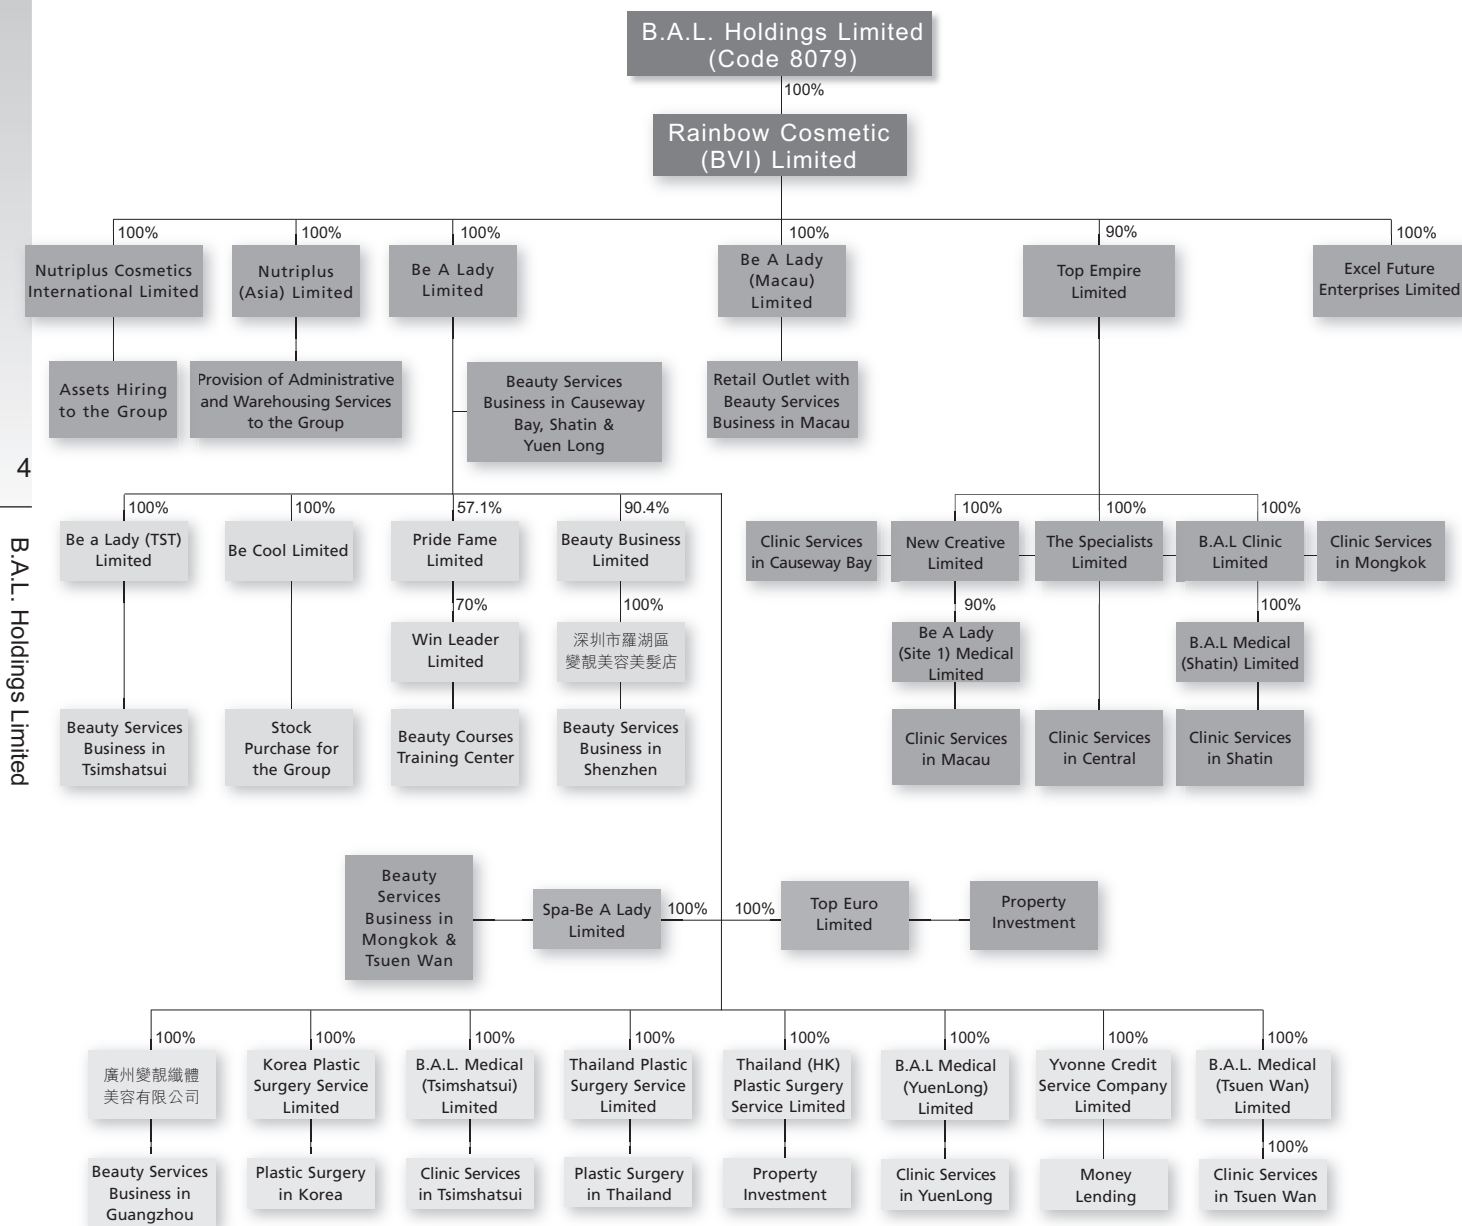 B.A.L. Holdings Limited
(Code 8079)
100%
Rainbow Cosmetic
(BVI) Limited
100%
100%
100%
100%
90%
100%
Nutriplus Cosmetics
International Limited
Nutriplus
(Asia) Limited
Be A Lady
Limited
Be A Lady
(Macau)
Limited
Top Empire
Limited
Excel Future
Enterprises Limited
Assets Hiring
to the Group
Provision of Administrative
and Warehousing Services
to the Group
Beauty Services
Business in Causeway
Bay, Shatin &
Yuen Long
Retail Outlet with
Beauty Services
Business in Macau
4
B.A.L. Holdings Limited
100%
100%
57.1%
90.4%
100%
100%
100%
Be a Lady (TST)
Limited
Be Cool Limited
Pride Fame
Limited
Beauty Business
Limited
Clinic Services
in Causeway Bay
New Creative
Limited
The Specialists
Limited
B.A.L Clinic
Limited
Clinic Services
in Mongkok
70%
100%
90%
100%
Win Leader
Limited
深圳市羅湖區
變靚美容美髮店
Be A Lady
(Site 1) Medical
Limited
B.A.L Medical
(Shatin) Limited
Beauty Services
Business in
Tsimshatsui
Stock
Purchase for
the Group
Beauty Courses
Training Center
Beauty Services
Business in
Shenzhen
Clinic Services
in Macau
Clinic Services
in Central
Clinic Services
in Shatin
Beauty
Services
Business in
Mongkok &
Tsuen Wan
Spa-Be A Lady
Limited
100%
100%
Top Euro
Limited
Property
Investment
100%
100%
100%
100%
100%
100%
100%
100%
廣州變靚纖體
美容有限公司
Korea Plastic
Surgery Service
Limited
B.A.L. Medical
(Tsimshatsui)
Limited
Thailand Plastic
Surgery Service
Limited
Thailand (HK)
Plastic Surgery
Service Limited
B.A.L Medical
(YuenLong)
Limited
Yvonne Credit
Service Company
Limited
B.A.L. Medical
(Tsuen Wan)
Limited
100%
Beauty Services
Business in
Guangzhou
Plastic Surgery
in Korea
Clinic Services
in Tsimshatsui
Plastic Surgery
in Thailand
Property
Investment
Clinic Services
in YuenLong
Money
Lending
Clinic Services
in Tsuen Wan